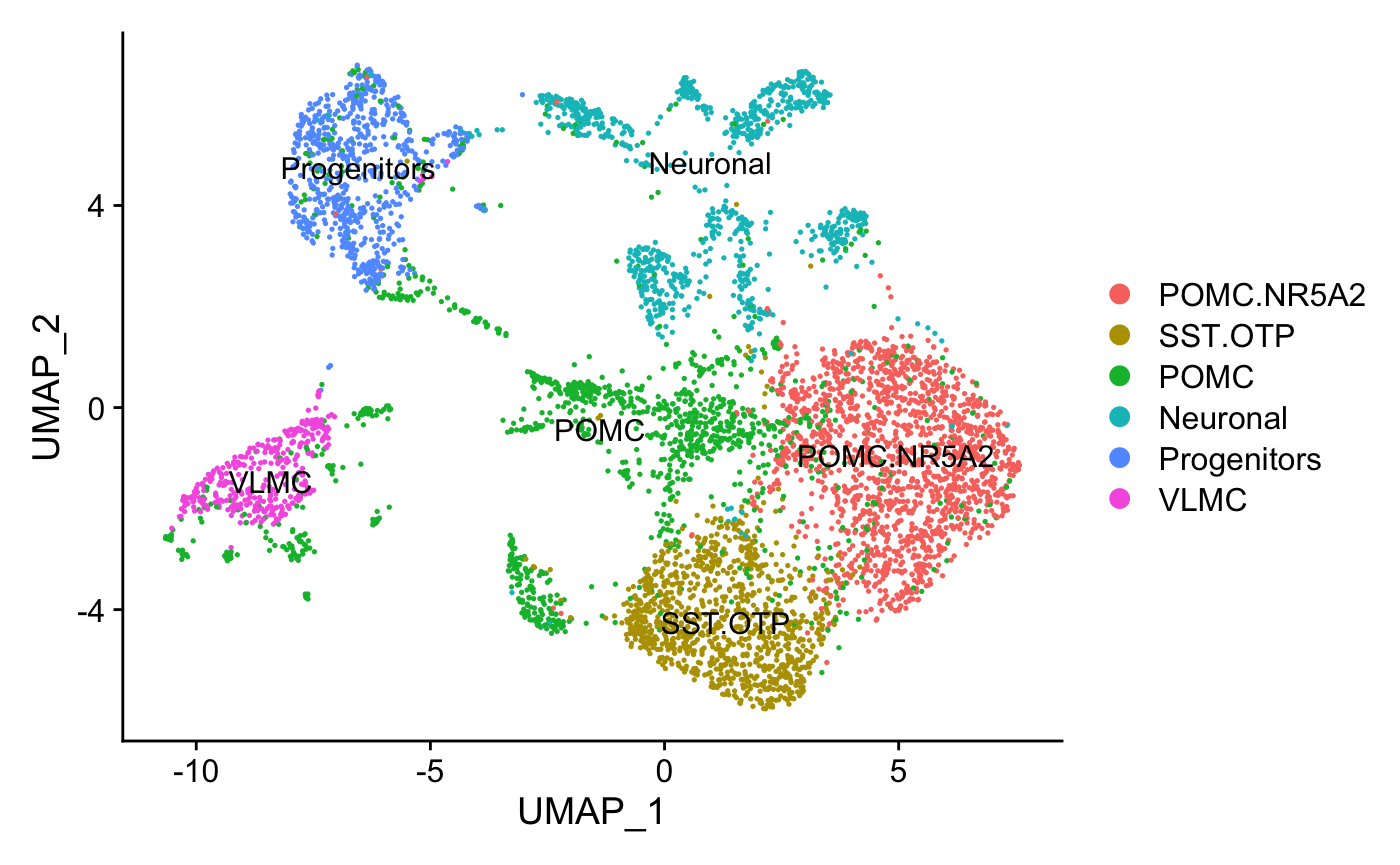 Progenitors
Neuronal
POMC
POMC.NR5A2
VLMC
SST.OTP
4
0
-4
UMAP_2
-10
-5
0
5
UMAP_1
POMC.NR5A2
SST.OTP
POMC
Neuronal
Progenitors
VLMC